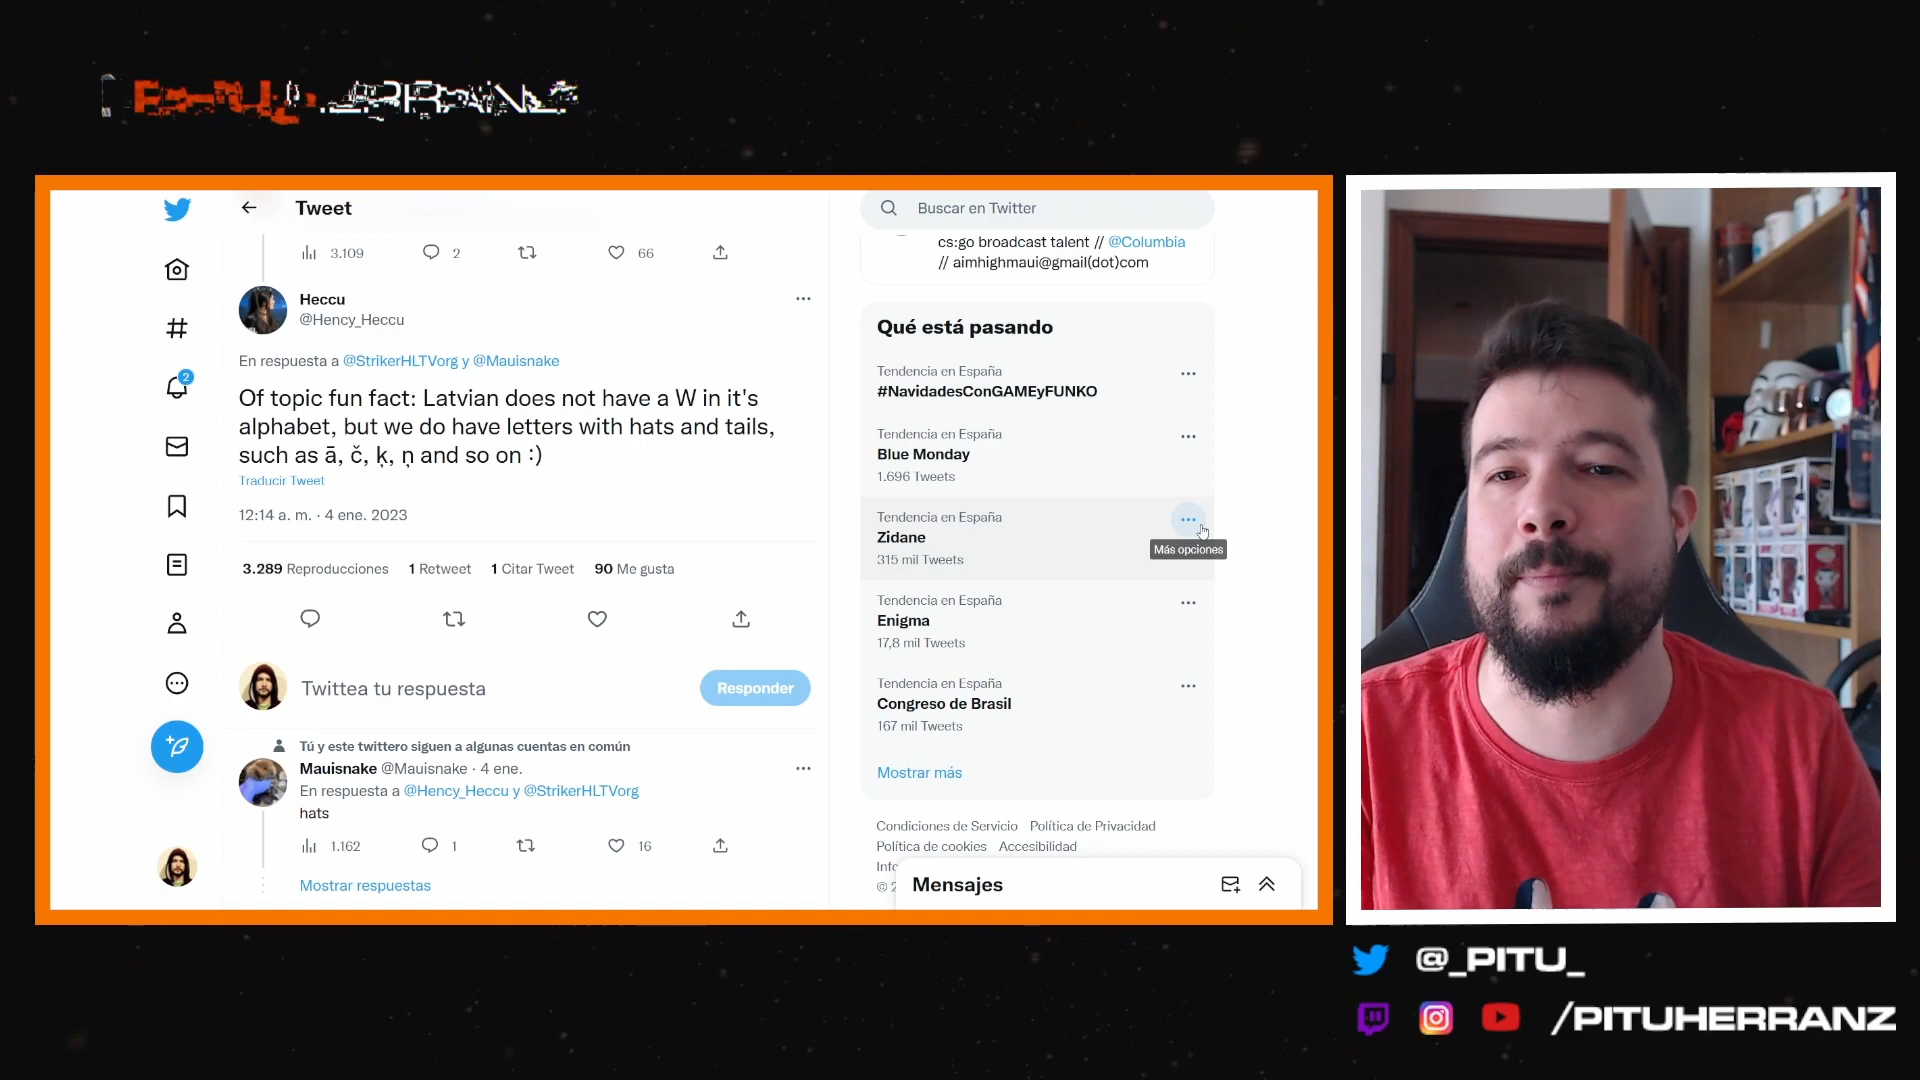 Tweet
3.109
2
66
Heccu
@Hency_Heccu
En respuesta a @StrikerHLTVorg y @Mauisnake
Of topic fun fact: Latvian does not have a W in it's
alphabet, but we do have letters with hats and tails,
such as ā, č, ķ, ņ and so on :)
Traducir Tweet
12:14 a. m. · 4 ene. 2023
3.289 Reproducciones 1 Retweet 1 Citar Tweet 90 Me gusta
Twittea tu respuesta
Responder
Tú y este twittero siguen a algunas cuentas en común
Mauisnake @Mauisnake · 4 ene.
En respuesta a @Hency_Heccu y @StrikerHLTVorg
hats
1.162
1
16
Mostrar respuestas
2
Buscar en Twitter
cs:go broadcast talent // @Columbia
// aimhighmaui@gmail(dot)com
Qué está pasando
Tendencia en España
#NavidadesConGAMEyFUNKO
Tendencia en España
Blue Monday
1.696 Tweets
Tendencia en España
Zidane
315 mil Tweets
Más opciones
Tendencia en España
Enigma
17,8 mil Tweets
Tendencia en España
Congreso de Brasil
167 mil Tweets
Mostrar más
Condiciones de Servicio Política de Privacidad
Política de cookies Accesibilidad
Mensajes
@_PITU_
/PITUHERRANZ